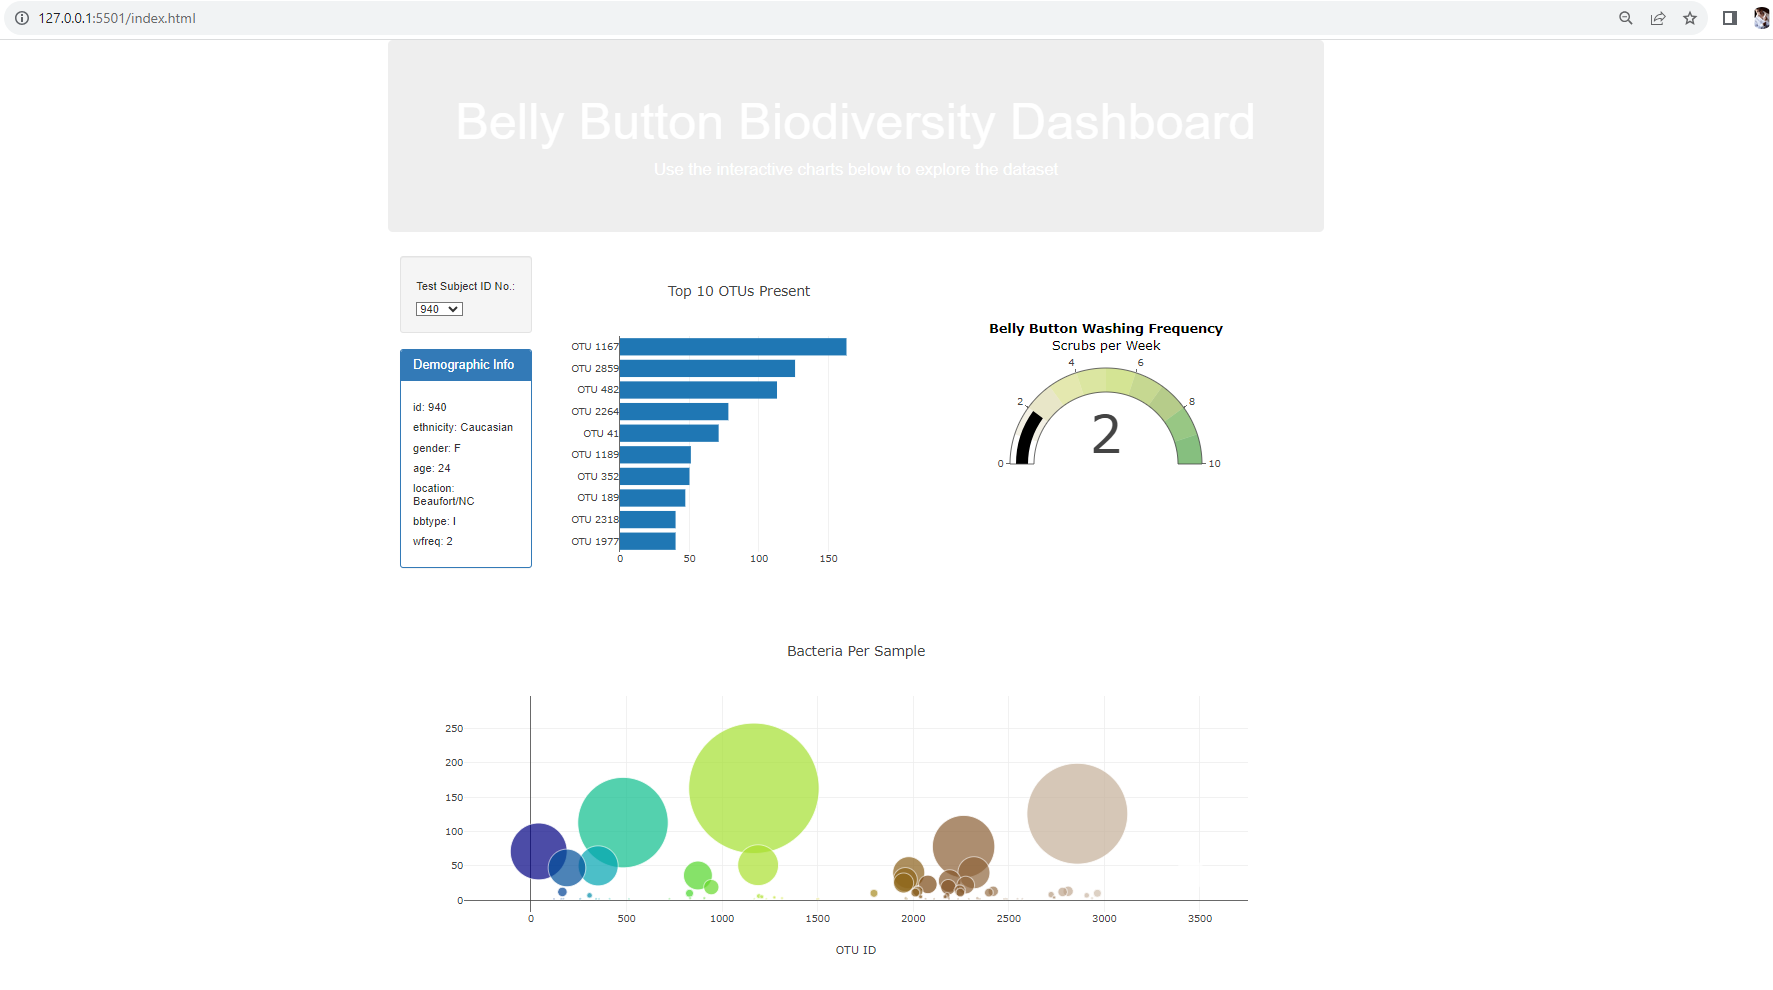 127.0.0.1:5501/index.html
Belly Button Biodiversity Dashboard
Use the interactive charts below to explore the dataset
Test Subject ID No.:
940
Demographic Info
id: 940
ethnicity: Caucasian
gender: F
age: 24
location:
Beaufort/NC
bbtype: I
wfreq: 2
Top 10 OTUs Present
OTU 1167
OTU 2859
OTU 482
OTU 2264
OTU 41
OTU 1189
OTU 352
OTU 189
OTU 2318
OTU 1977
0 50 100 150
Belly Button Washing Frequency
Scrubs per Week
4 6
2 8
2
0 10
Bacteria Per Sample
250
200
150
100
50
0
0 500 1000 1500 2000 2500 3000 3500
OTU ID